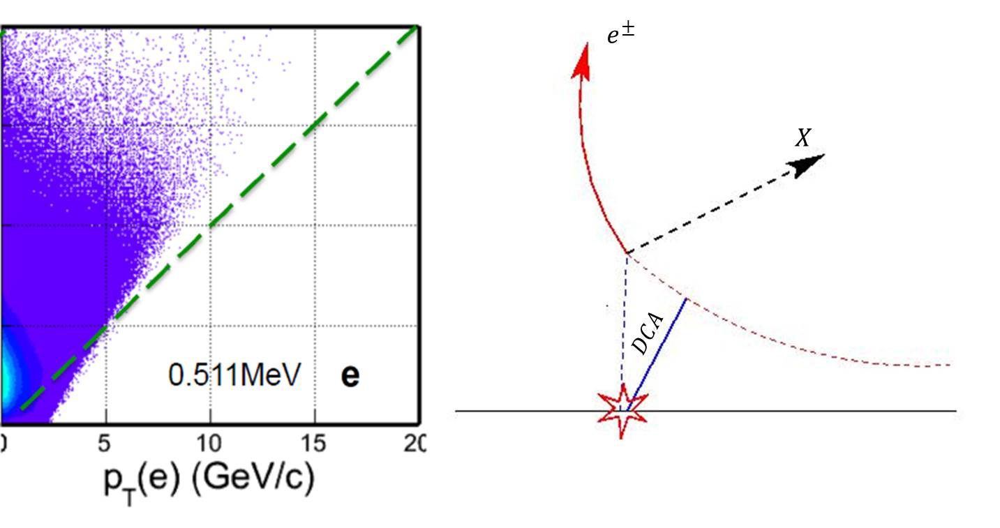 0.511MeV e
0 5 10 15 20
p_T(e) (GeV/c)
e^±
X
DCA